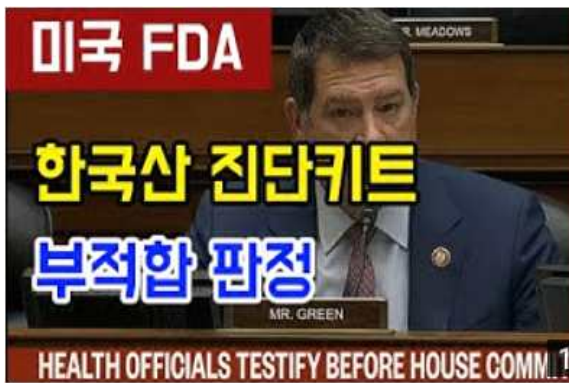 미국 FDA
R. MEADOWS
한국산 진단키트
부적합 판정
MR. GREEN
HEALTH OFFICIALS TESTIFY BEFORE HOUSE